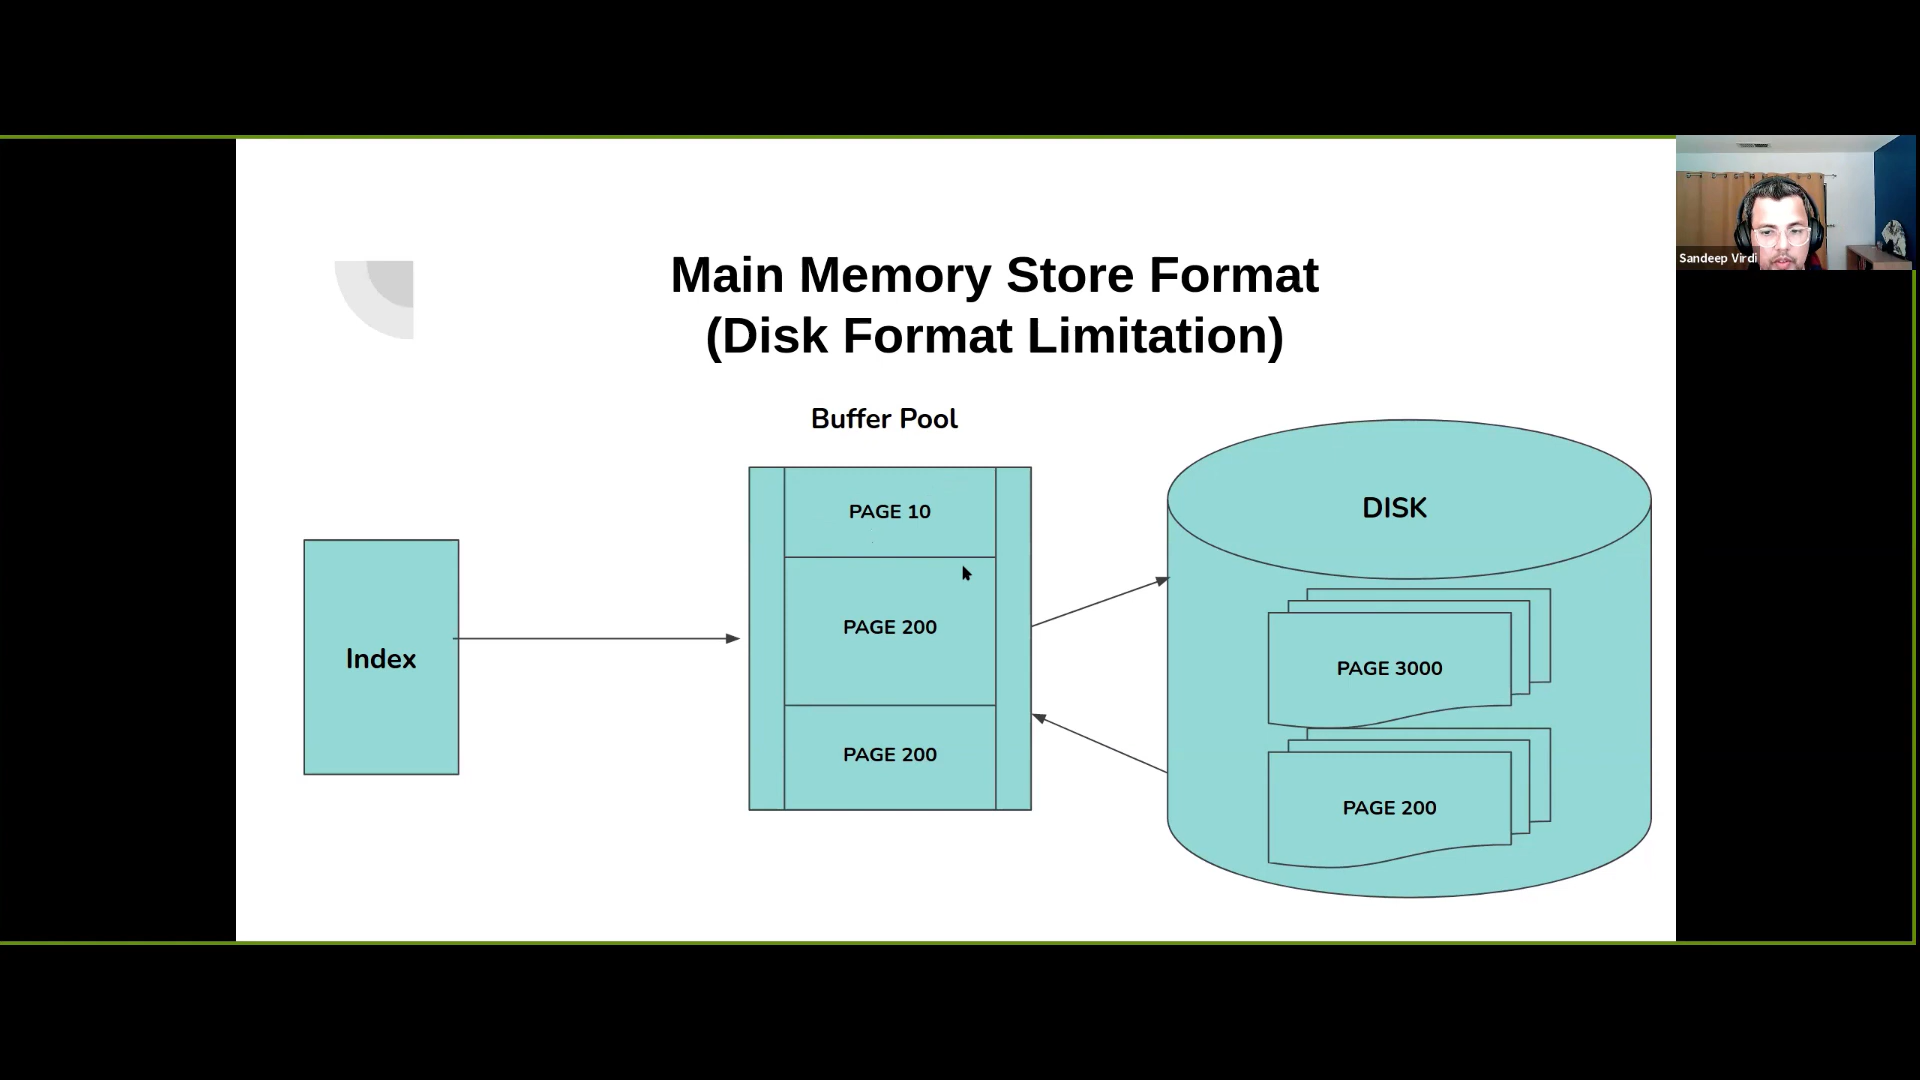 Main Memory Store Format
(Disk Format Limitation)
Sandeep Virdi
Buffer Pool
Index
PAGE 10
PAGE 200
PAGE 200
DISK
PAGE 3000
PAGE 200